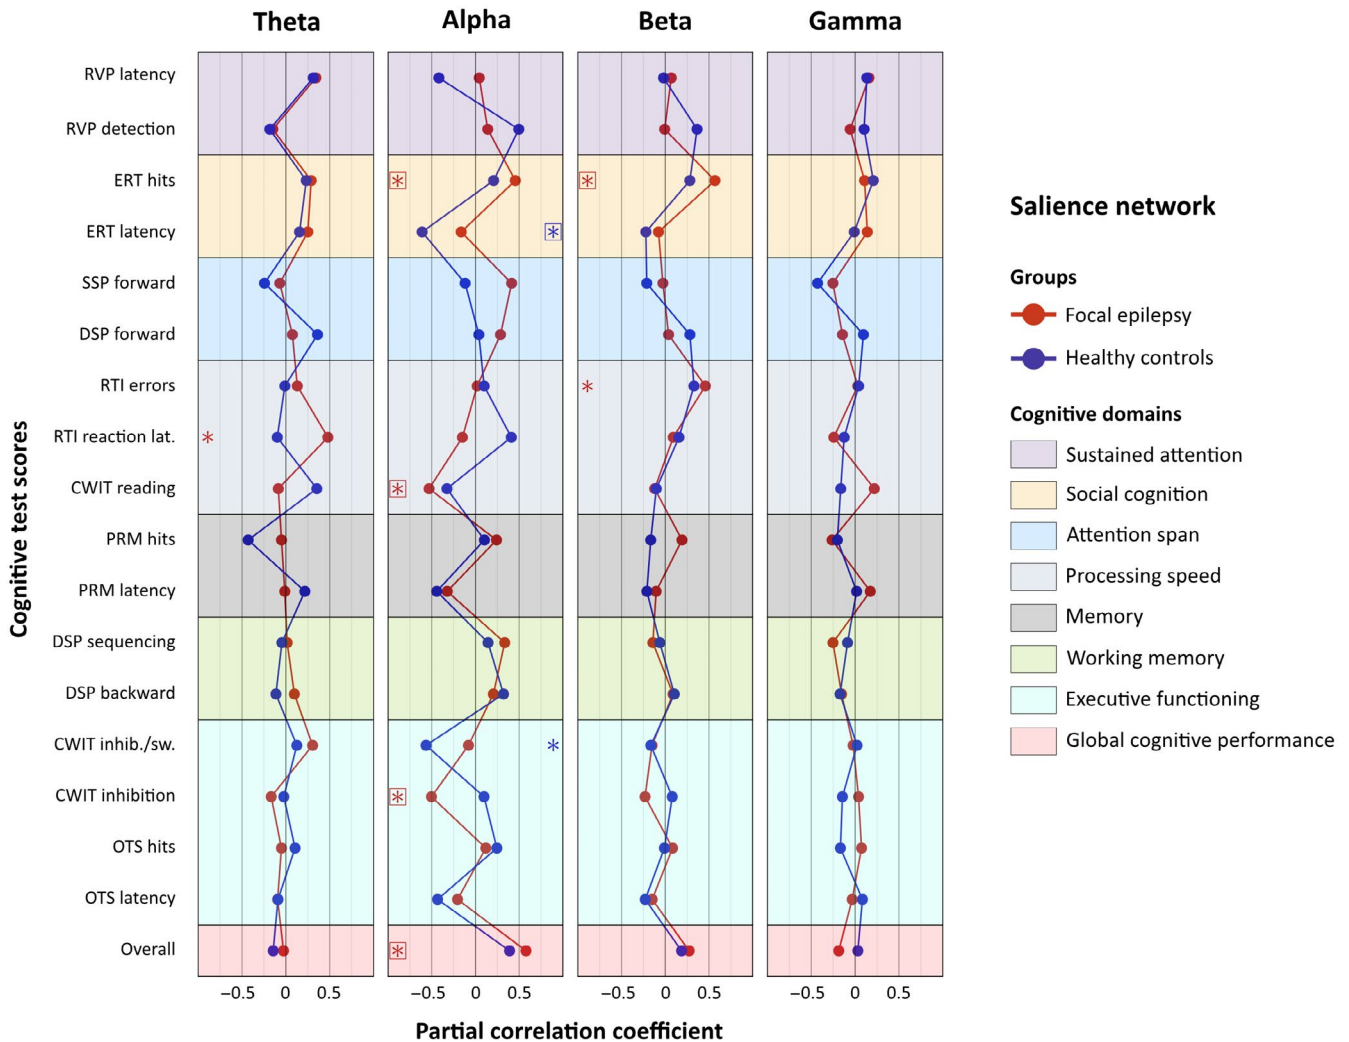 Theta Alpha Beta Gamma
RVP latency
RVP detection
ERT hits * *
ERT latency *
SSP forward
DSP forward
RTI errors *
RTI reaction lat. *
CWIT reading *
PRM hits
PRM latency
DSP sequencing
DSP backward
CWIT inhib./sw. *
CWIT inhibition *
OTS hits
OTS latency
Overall *
−0.5 0 0.5 −0.5 0 0.5 −0.5 0 0.5 −0.5 0 0.5
Partial correlation coefficient
Cognitive test scores
Salience network
Groups
Focal epilepsy
Healthy controls
Cognitive domains
Sustained attention
Social cognition
Attention span
Processing speed
Memory
Working memory
Executive functioning
Global cognitive performance